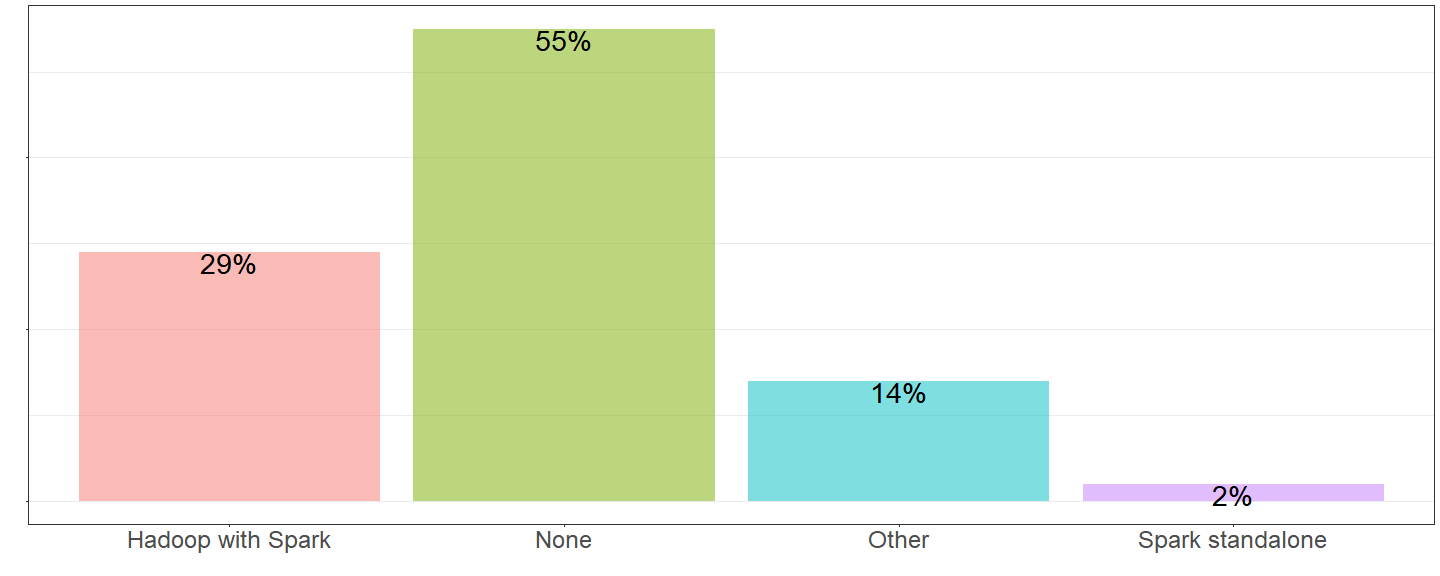 55%
29%
14%
2%
Hadoop with Spark
None
Other
Spark standalone